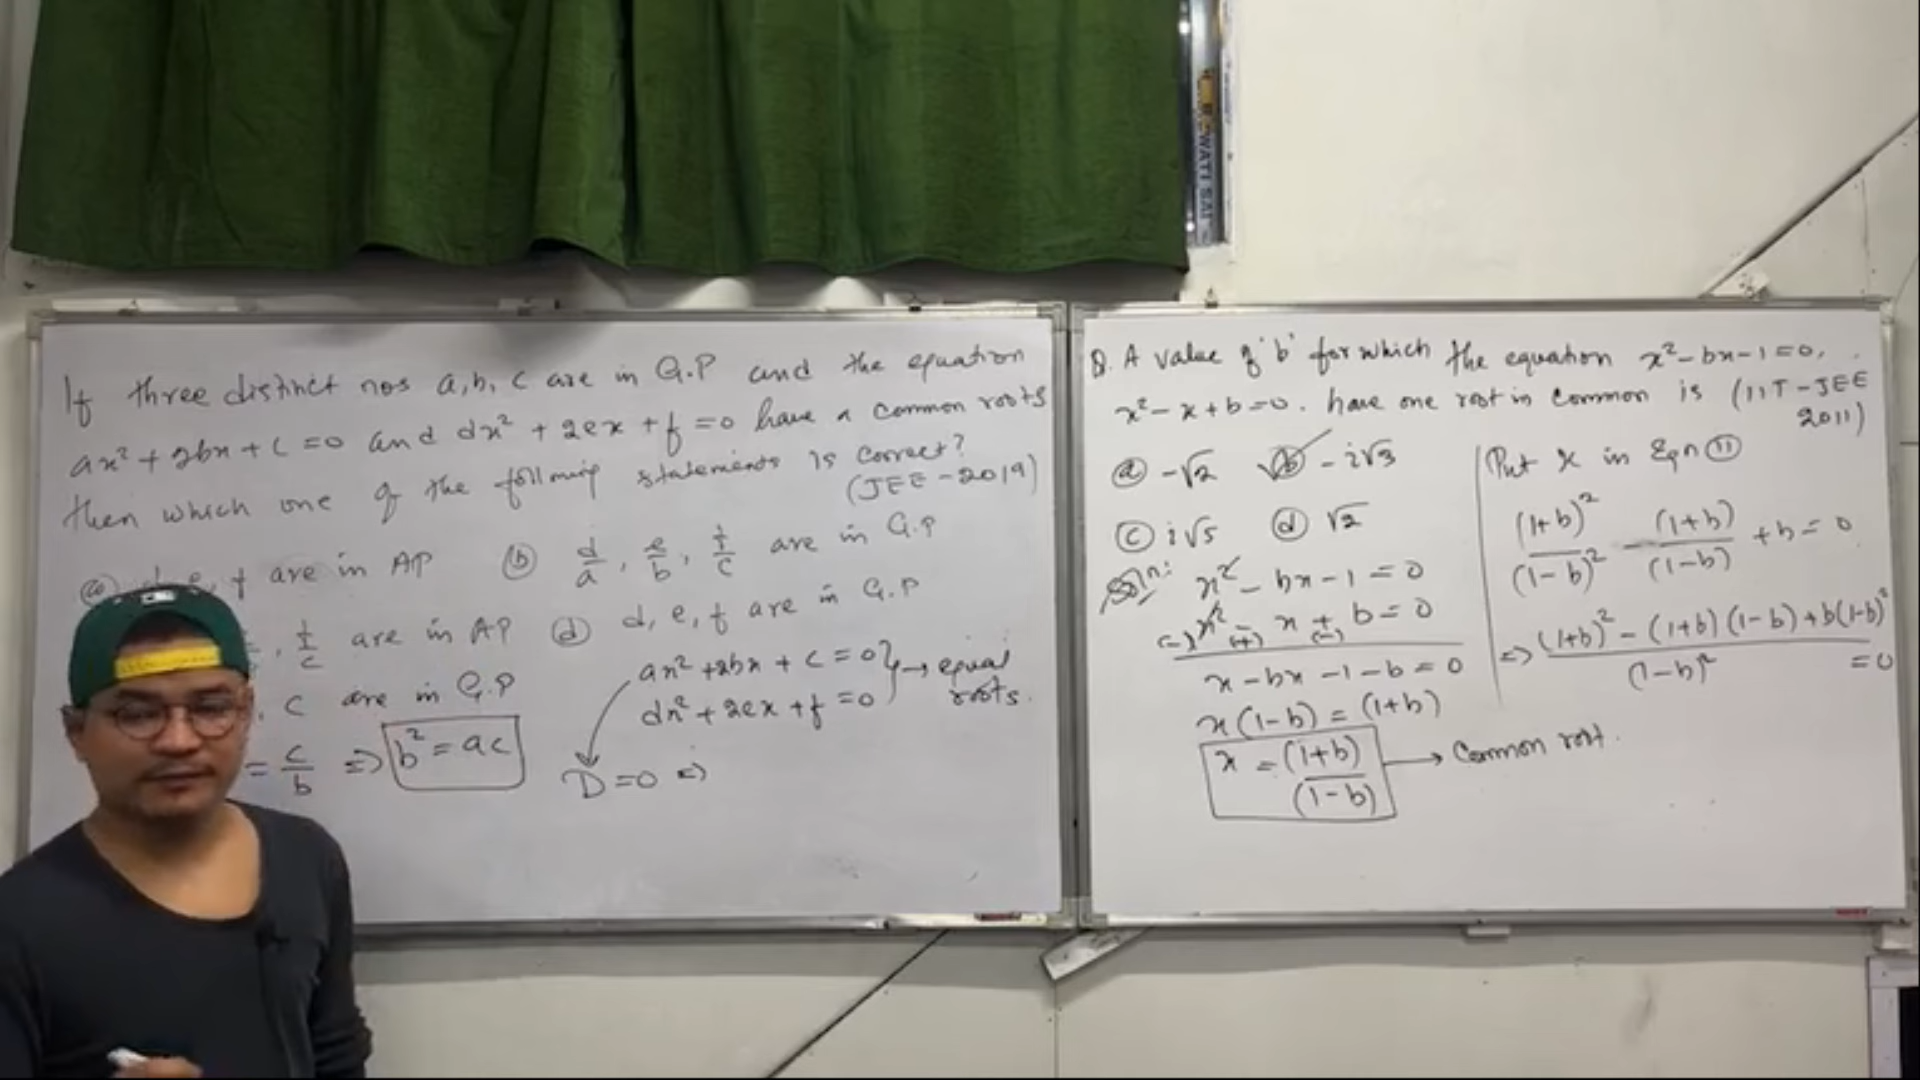 If three distinct nos a, b, c are in G.P and the equation
ax² + 2bx + c = 0 and dx² + 2ex + f = 0 have a common roots
then which one of the following statements is correct?
(JEE - 2019)
ⓐ d, e, f are in AP ⓑ d/a, e/b, f/c are in G.P
, f/c are in AP ⓓ d, e, f are in G.P
, c are in G.P
= c/b ⇒ b² = ac
ax² + 2bx + c = 0
dx² + 2ex + f = 0 } → equal roots.
D = 0 ⇒
Q. A value of 'b' for which the equation x² - bx - 1 = 0,
x² - x + b = 0. have one root in common is (IIT - JEE
2011)
ⓐ -√2 ⓑ - i√3
ⓒ i√5 ⓓ √2
Soln: x² - bx - 1 = 0
x² - x + b = 0
(-) (+) (-)
x - bx - 1 - b = 0
x(1-b) = (1+b)
x = (1+b)/(1-b) → Common root.
Put x in Eqn ⑪
(1+b)²/(1-b)² - (1+b)/(1-b) + b = 0
⇒ ((1+b)² - (1+b)(1-b) + b(1-b)²)/(1-b)² = 0
WATI SAI